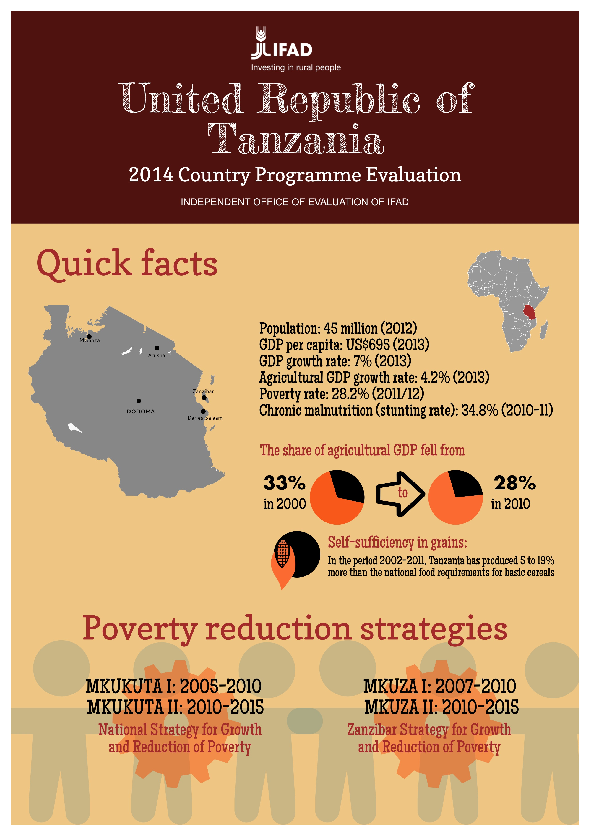 IFAD
Investing in rural people
United Republic of
Tanzania
2014 Country Programme Evaluation
INDEPENDENT OFFICE OF EVALUATION OF IFAD
Quick facts
Mwanza
Arusha
Zanzibar
DODOMA
Dar es Salaam
Population: 45 million (2012)
GDP per capita: US$695 (2013)
GDP growth rate: 7% (2013)
Agricultural GDP growth rate: 4.2% (2013)
Poverty rate: 28.2% (2011/12)
Chronic malnutrition (stunting rate): 34.8% (2010-11)
The share of agricultural GDP fell from
33%
in 2000
to
28%
in 2010
Self-sufficiency in grains:
In the period 2002-2011, Tanzania has produced 5 to 19%
more than the national food requirements for basic cereals
Poverty reduction strategies
MKUKUTA I: 2005-2010
MKUKUTA II: 2010-2015
National Strategy for Growth
and Reduction of Poverty
MKUZA I: 2007-2010
MKUZA II: 2010-2015
Zanzibar Strategy for Growth
and Reduction of Poverty